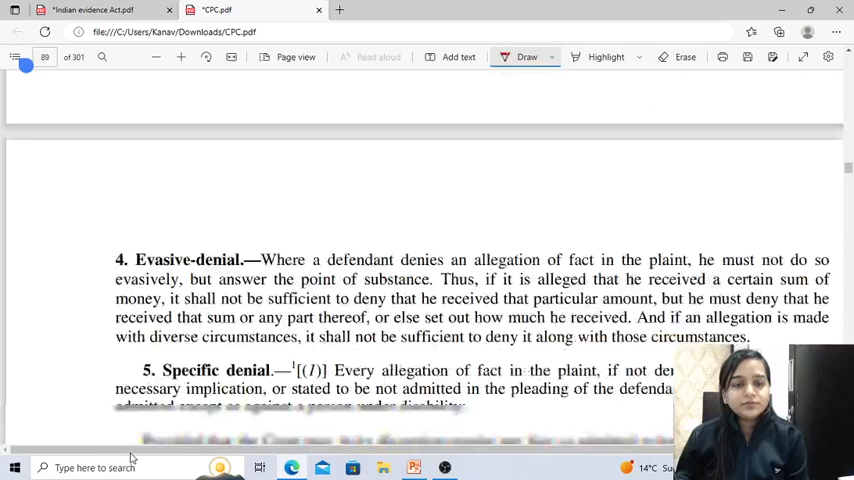 *Indian evidence Act.pdf
*CPC.pdf
file:///C:/Users/Kanav/Downloads/CPC.pdf
89 of 301
Page view
Read aloud
Add text
Draw
Highlight
Erase
4. Evasive-denial.—Where a defendant denies an allegation of fact in the plaint, he must not do so
evasively, but answer the point of substance. Thus, if it is alleged that he received a certain sum of
money, it shall not be sufficient to deny that he received that particular amount, but he must deny that he
received that sum or any part thereof, or else set out how much he received. And if an allegation is made
with diverse circumstances, it shall not be sufficient to deny it along with those circumstances.
5. Specific denial.—1[(1)] Every allegation of fact in the plaint, if not
necessary implication, or stated to be not admitted in the pleading of the
admitted except as against a person under disability:
Type here to search
14°C